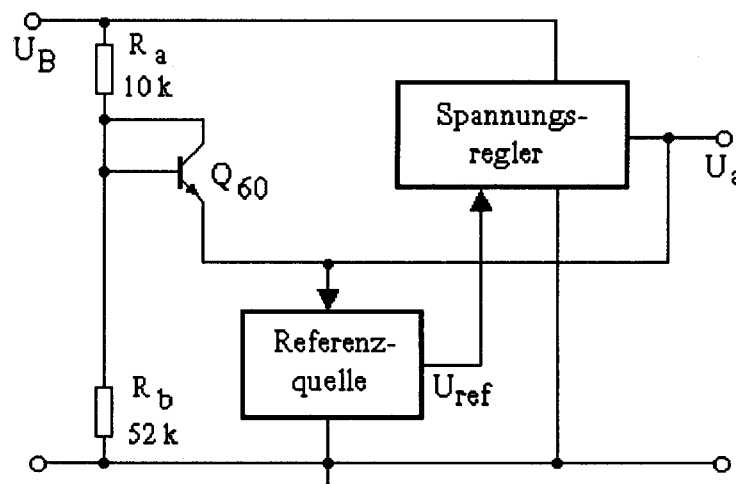 U_B
R_a
10 k
Spannungs-
regler
U_a
Q_60
Referenz-
quelle
U_ref
R_b
52 k